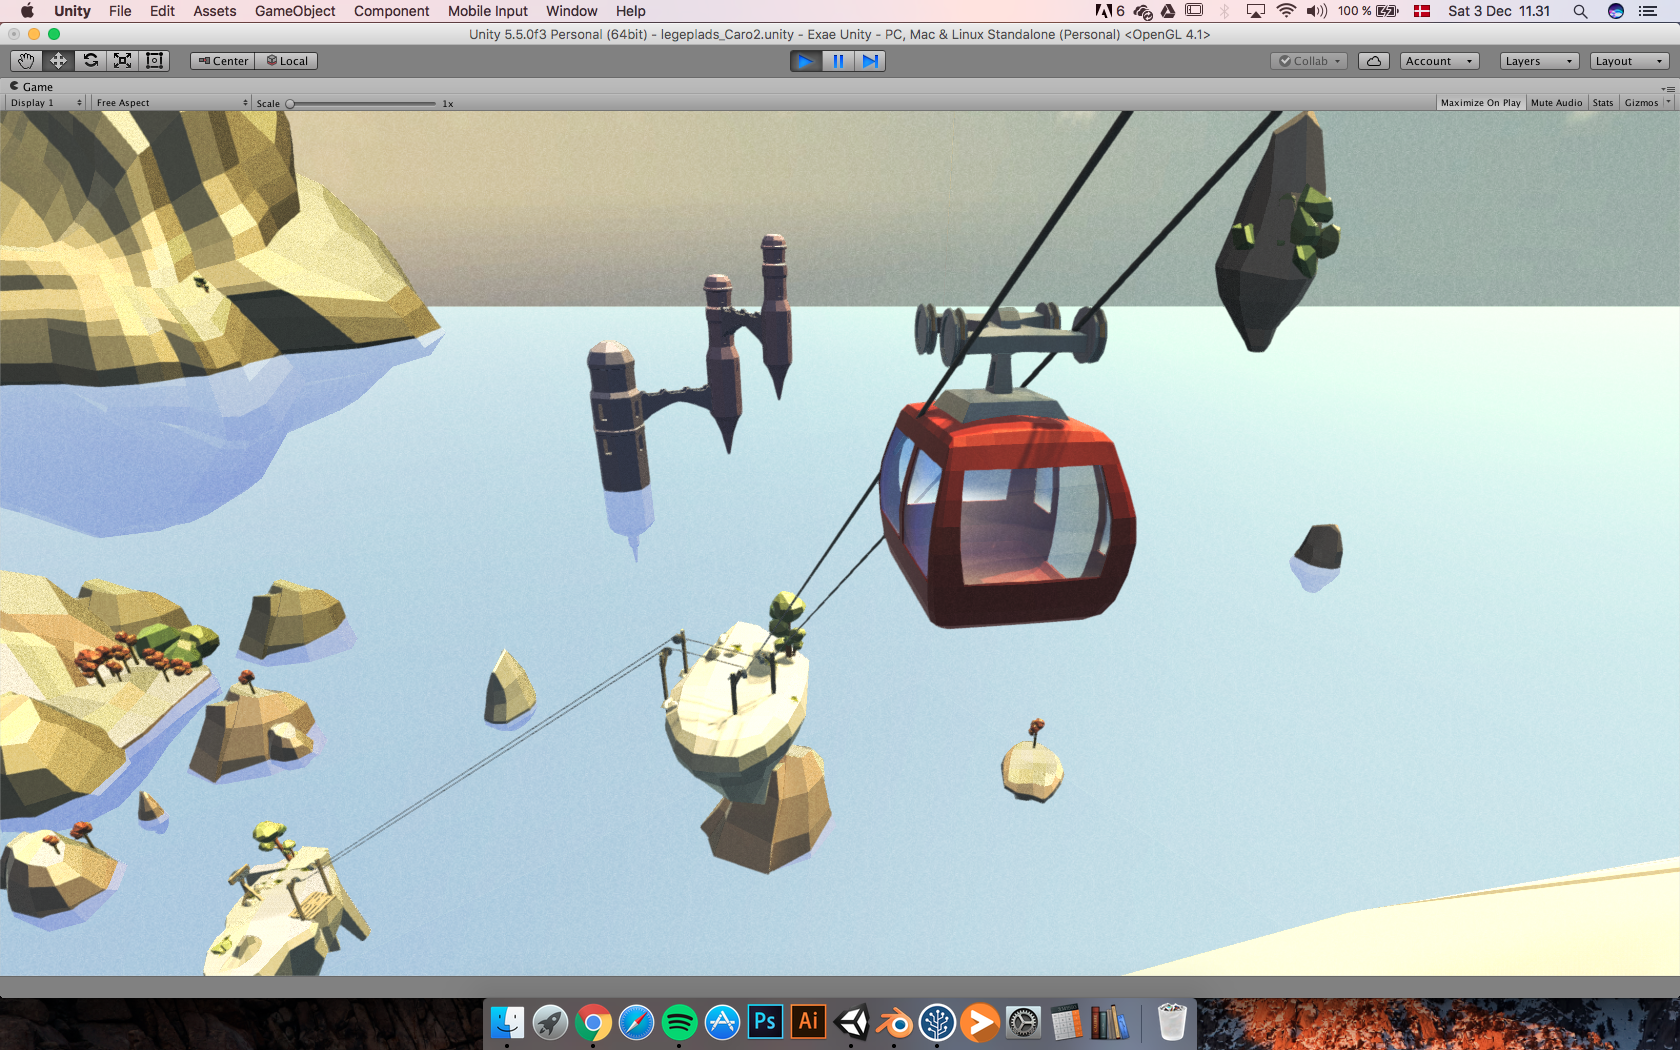 Unity File Edit Assets GameObject Component Mobile Input Window Help 6 100 % Sat 3 Dec 11.31
Unity 5.5.0f3 Personal (64bit) - legeplads_Caro2.unity - Exae Unity - PC, Mac & Linux Standalone (Personal) <OpenGL 4.1>
Center Local Collab Account Layers Layout
Game
Display 1 Free Aspect Scale 1x Maximize On Play Mute Audio Stats Gizmos
Ps Ai